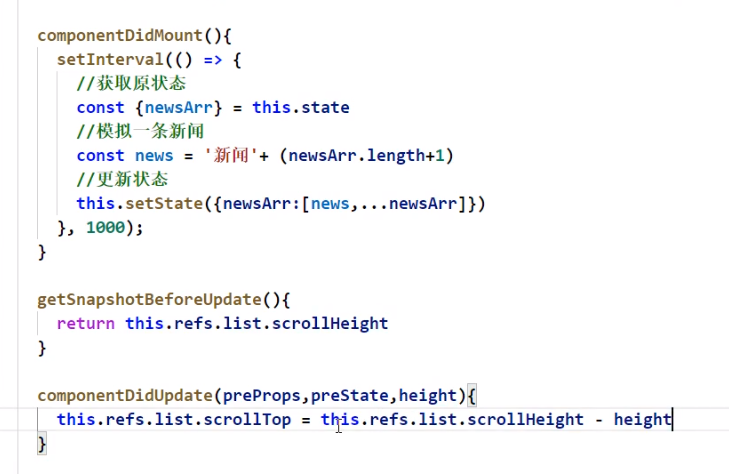 componentDidMount(){
setInterval(() => {
//获取原状态
const {newsArr} = this.state
//模拟一条新闻
const news = '新闻'+ (newsArr.length+1)
//更新状态
this.setState({newsArr:[news,...newsArr]})
}, 1000);
}
getSnapshotBeforeUpdate(){
return this.refs.list.scrollHeight
}
componentDidUpdate(preProps,preState,height){
this.refs.list.scrollTop = this.refs.list.scrollHeight - height
}